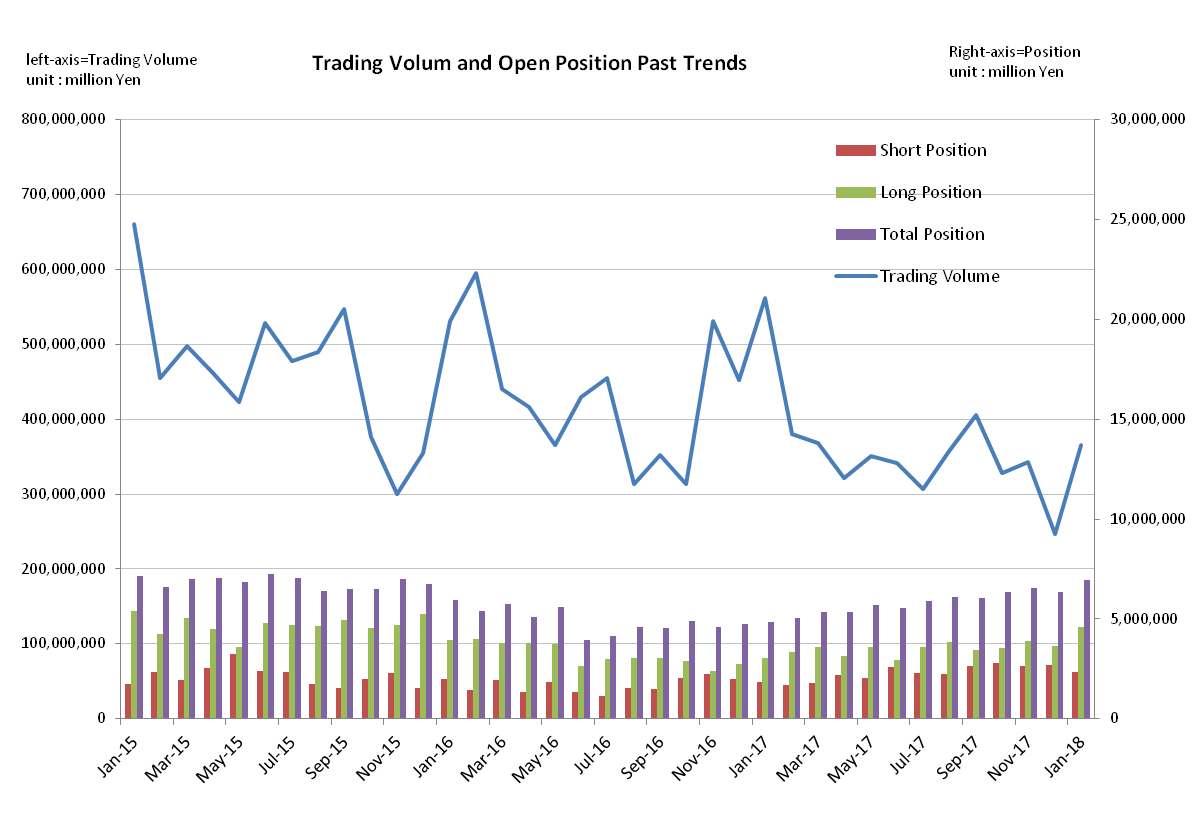 left-axis=Trading Volume
unit : million Yen
Trading Volum and Open Position Past Trends
Right-axis=Position
unit : million Yen
800,000,000
700,000,000
600,000,000
500,000,000
400,000,000
300,000,000
200,000,000
100,000,000
0
30,000,000
25,000,000
20,000,000
15,000,000
10,000,000
5,000,000
0
Short Position
Long Position
Total Position
Trading Volume
Jan-15
Mar-15
May-15
Jul-15
Sep-15
Nov-15
Jan-16
Mar-16
May-16
Jul-16
Sep-16
Nov-16
Jan-17
Mar-17
May-17
Jul-17
Sep-17
Nov-17
Jan-18